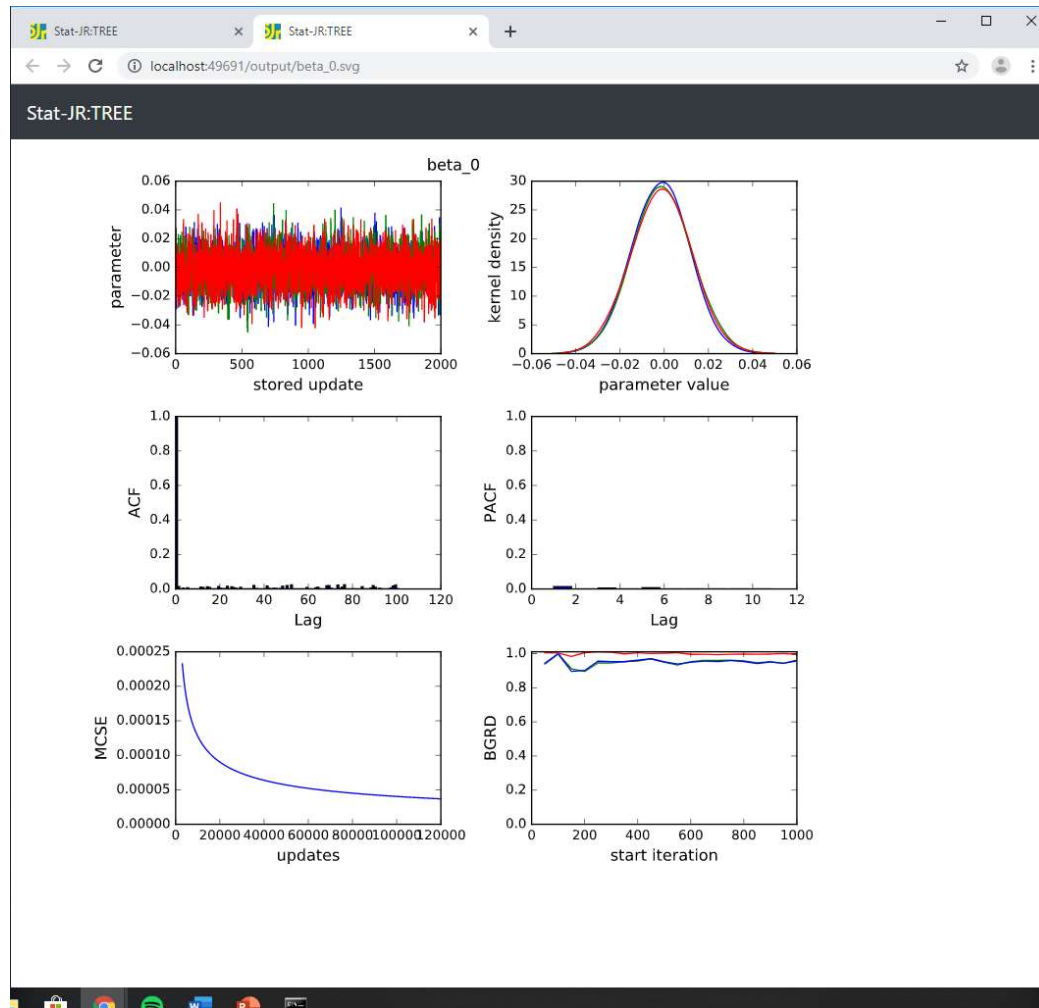 Stat-JR:TREE
Stat-JR:TREE
localhost:49691/output/beta_0.svg
Stat-JR:TREE
beta_0
0.06
0.04
0.02
0.00
−0.02
−0.04
−0.06
parameter
0 500 1000 1500 2000
stored update
30
25
20
15
10
5
0
kernel density
−0.06 −0.04 −0.02 0.00 0.02 0.04 0.06
parameter value
1.0
0.8
0.6
0.4
0.2
0.0
ACF
0 20 40 60 80 100 120
Lag
1.0
0.8
0.6
0.4
0.2
0.0
PACF
0 2 4 6 8 10 12
Lag
0.00025
0.00020
0.00015
0.00010
0.00005
0.00000
MCSE
0 20000 40000 60000 80000 100000 120000
updates
1.0
0.8
0.6
0.4
0.2
0.0
BGRD
0 200 400 600 800 1000
start iteration